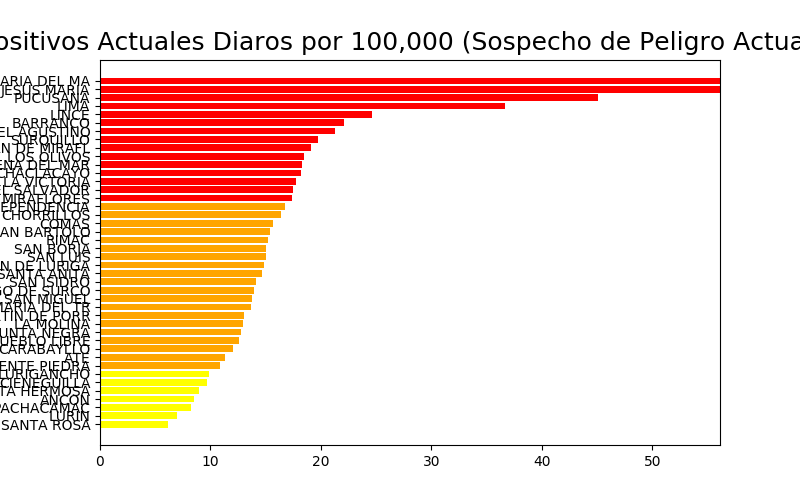 ositivos Actuales Diaros por 100,000 (Sospecho de Peligro Actua
ARIA DEL MA
JESUS MARIA
PUCUSANA
LIMA
LINCE
BARRANCO
EL AGUSTINO
SURQUILLO
N DE MIRAFL
LOS OLIVOS
ENA DEL MAR
CHACLACAYO
LA VICTORIA
EL SALVADOR
MIRAFLORES
EPENDENCIA
CHORRILLOS
COMAS
AN BARTOLO
RIMAC
SAN BORJA
SAN LUIS
N DE LURIGA
SANTA ANITA
SAN ISIDRO
GO DE SURCO
SAN MIGUEL
MARIA DEL TR
TIN DE PORR
LA MOLINA
UNTA NEGRA
UEBLO LIBRE
CARABAYLLO
ATE
ENTE PIEDRA
LURIGANCHO
CIENEGUILLA
TA HERMOSA
ANCON
PACHACAMAC
LURIN
SANTA ROSA
0 10 20 30 40 50